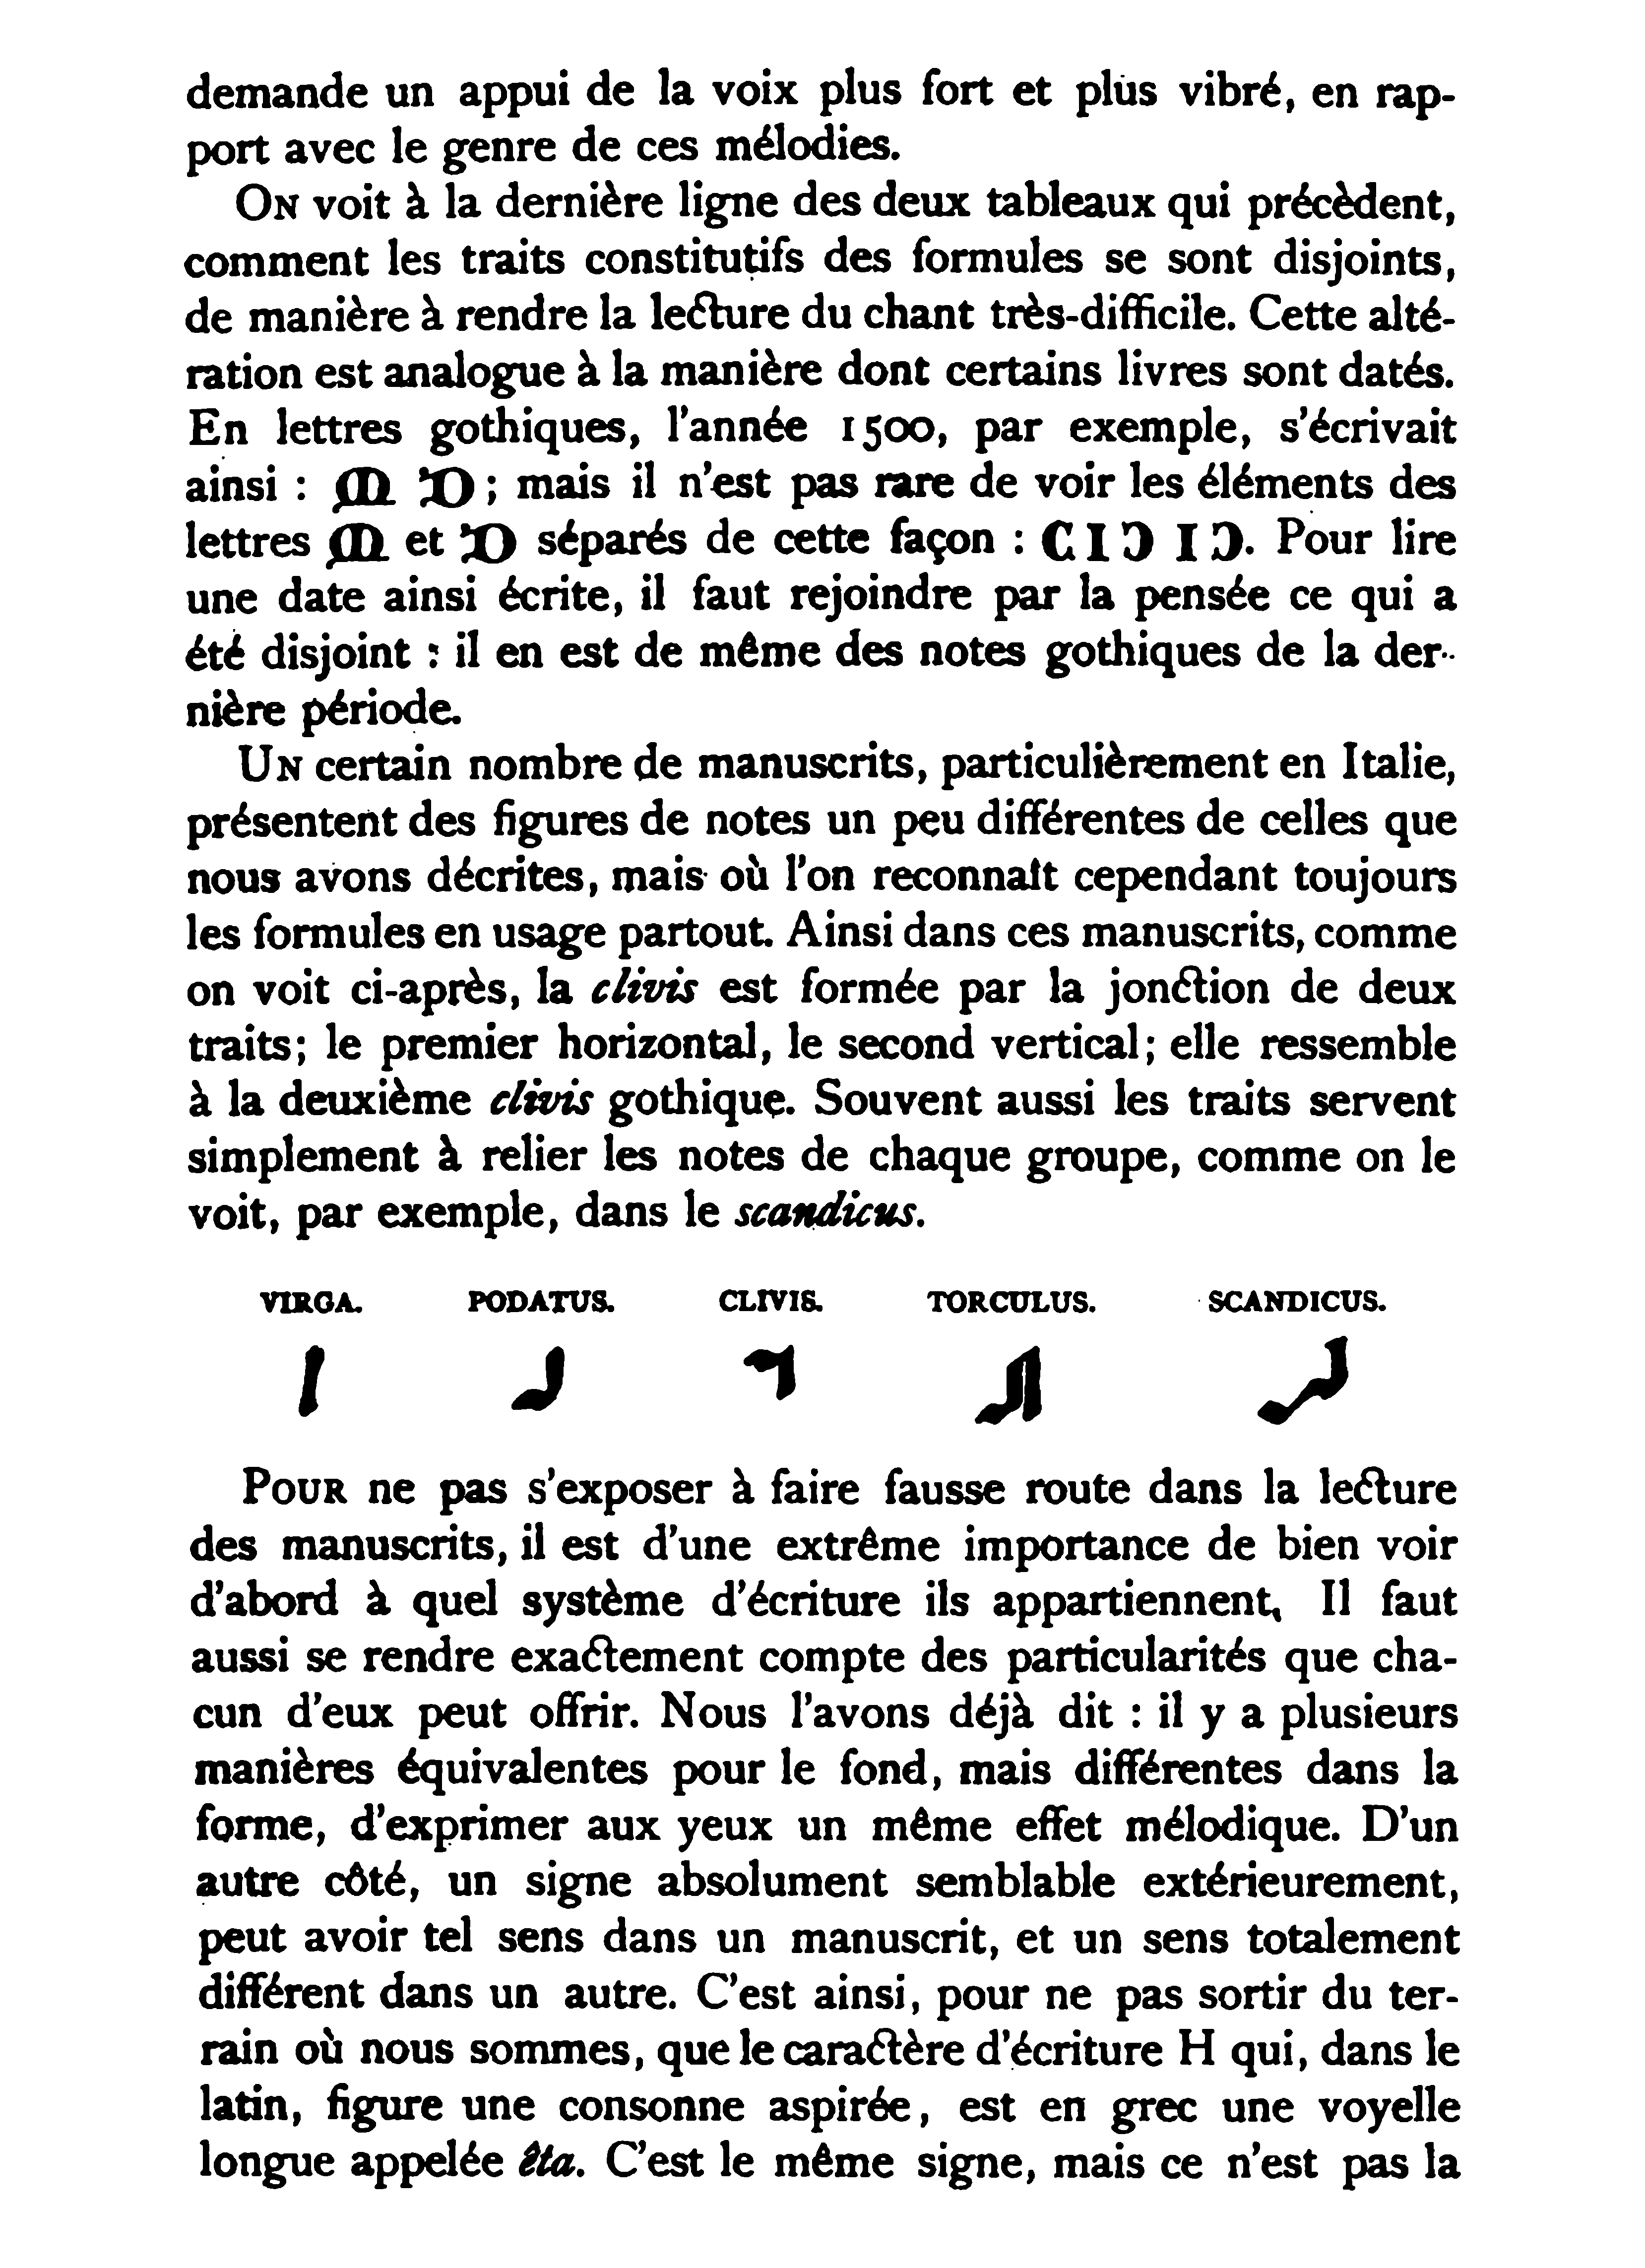 demande un appui de la voix plus fort et plus vibré, en rap-
port avec le genre de ces mélodies.
ON voit à la dernière ligne des deux tableaux qui précèdent,
comment les traits constitutifs des formules se sont disjoints,
de manière à rendre la lecture du chant très-difficile. Cette alté-
ration est analogue à la manière dont certains livres sont datés.
En lettres gothiques, l'année 1500, par exemple, s'écrivait
ainsi : M D ; mais il n'est pas rare de voir les éléments des
lettres M et D séparés de cette façon : C I Ɔ I Ɔ. Pour lire
une date ainsi écrite, il faut rejoindre par la pensée ce qui a
été disjoint : il en est de même des notes gothiques de la der-
nière période.
UN certain nombre de manuscrits, particulièrement en Italie,
présentent des figures de notes un peu différentes de celles que
nous avons décrites, mais où l'on reconnaît cependant toujours
les formules en usage partout. Ainsi dans ces manuscrits, comme
on voit ci-après, la clivis est formée par la jonction de deux
traits; le premier horizontal, le second vertical; elle ressemble
à la deuxième clivis gothique. Souvent aussi les traits servent
simplement à relier les notes de chaque groupe, comme on le
voit, par exemple, dans le scandicus.
VIRGA. PODATUS. CLIVIS. TORCULUS. SCANDICUS.
POUR ne pas s'exposer à faire fausse route dans la lecture
des manuscrits, il est d'une extrême importance de bien voir
d'abord à quel système d'écriture ils appartiennent. Il faut
aussi se rendre exactement compte des particularités que cha-
cun d'eux peut offrir. Nous l'avons déjà dit : il y a plusieurs
manières équivalentes pour le fond, mais différentes dans la
forme, d'exprimer aux yeux un même effet mélodique. D'un
autre côté, un signe absolument semblable extérieurement,
peut avoir tel sens dans un manuscrit, et un sens totalement
différent dans un autre. C'est ainsi, pour ne pas sortir du ter-
rain où nous sommes, que le caractère d'écriture H qui, dans le
latin, figure une consonne aspirée, est en grec une voyelle
longue appelée êta. C'est le même signe, mais ce n'est pas la